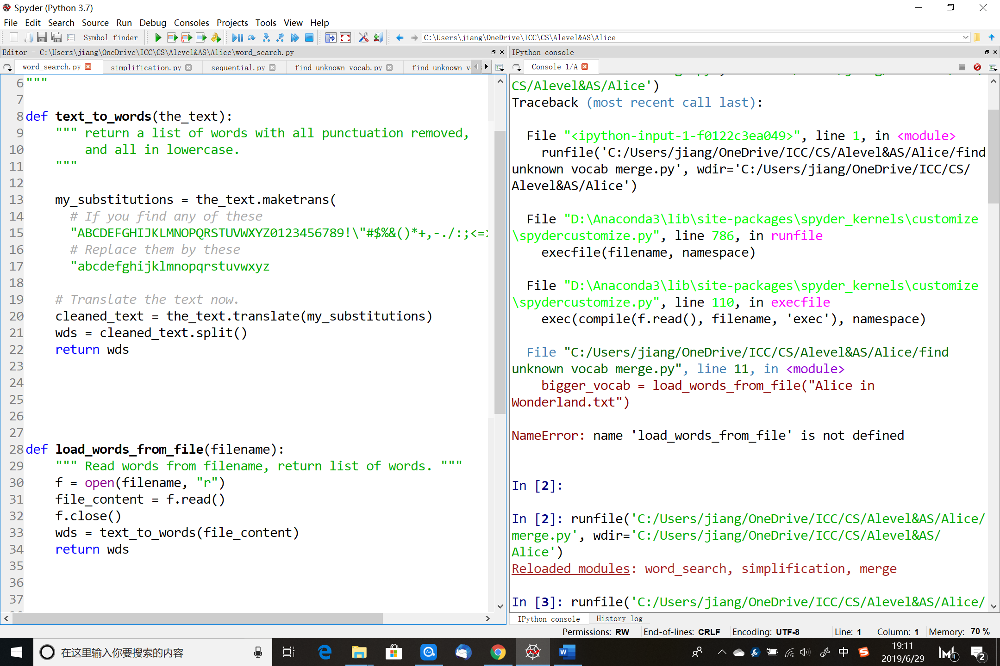 Spyder (Python 3.7)
File Edit Search Source Run Debug Consoles Projects Tools View Help
Symbol finder
C:\Users\jiang\OneDrive\ICC\CS\Alevel&AS\Alice
Editor - C:\Users\jiang\OneDrive\ICC\CS\Alevel&AS\Alice\word_search.py
word_search.py simplification.py sequential.py find unknown vocab.py find unknown
6 """
7
8 def text_to_words(the_text):
9 """ return a list of words with all punctuation removed,
10 and all in lowercase.
11 """
12
13 my_substitutions = the_text.maketrans(
14 # If you find any of these
15 "ABCDEFGHIJKLMNOPQRSTUVWXYZ0123456789!\"#$%&()*+,-./:;<=>
16 # Replace them by these
17 "abcdefghijklmnopqrstuvwxyz
18
19 # Translate the text now.
20 cleaned_text = the_text.translate(my_substitutions)
21 wds = cleaned_text.split()
22 return wds
23
24
25
26
27
28 def load_words_from_file(filename):
29 """ Read words from filename, return list of words. """
30 f = open(filename, "r")
31 file_content = f.read()
32 f.close()
33 wds = text_to_words(file_content)
34 return wds
35
36
37
IPython console
Console 1/A
CS/Alevel&AS/Alice')
Traceback (most recent call last):
File "<ipython-input-1-f0122c3ea049>", line 1, in <module>
runfile('C:/Users/jiang/OneDrive/ICC/CS/Alevel&AS/Alice/find
unknown vocab merge.py', wdir='C:/Users/jiang/OneDrive/ICC/CS/
Alevel&AS/Alice')
File "D:\Anaconda3\lib\site-packages\spyder_kernels\customize
\spydercustomize.py", line 786, in runfile
execfile(filename, namespace)
File "D:\Anaconda3\lib\site-packages\spyder_kernels\customize
\spydercustomize.py", line 110, in execfile
exec(compile(f.read(), filename, 'exec'), namespace)
File "C:/Users/jiang/OneDrive/ICC/CS/Alevel&AS/Alice/find
unknown vocab merge.py", line 11, in <module>
bigger_vocab = load_words_from_file("Alice in
Wonderland.txt")
NameError: name 'load_words_from_file' is not defined
In [2]:
In [2]: runfile('C:/Users/jiang/OneDrive/ICC/CS/Alevel&AS/Alice/
merge.py', wdir='C:/Users/jiang/OneDrive/ICC/CS/Alevel&AS/
Alice')
Reloaded modules: word_search, simplification, merge
In [3]: runfile('C:/Users/jiang/OneDrive/ICC/CS/Alevel&AS/Alice/
IPython console History log
Permissions: RW End-of-lines: CRLF Encoding: UTF-8 Line: 1 Column: 1 Memory: 70 %
在这里输入你要搜索的内容
中
19:11
2019/6/29
1
2